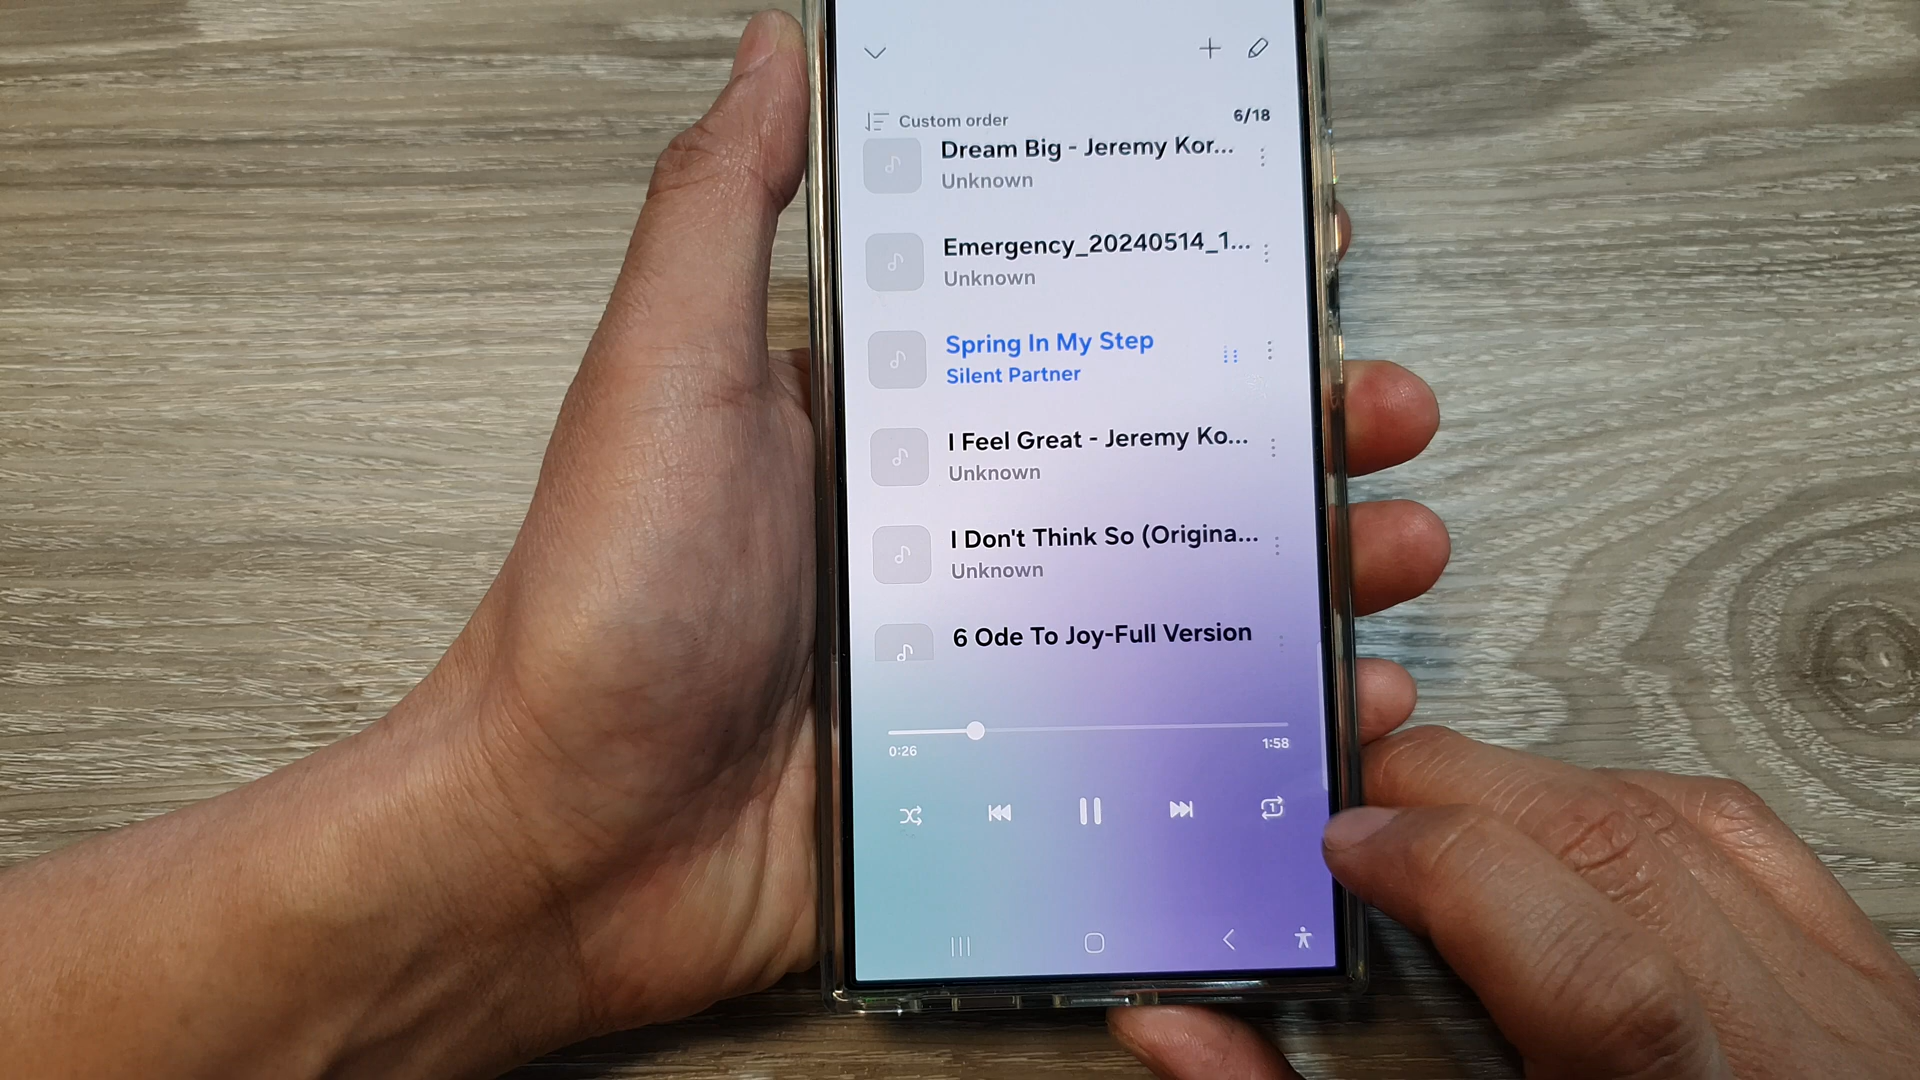 Custom order
6/18
Dream Big - Jeremy Kor...
Unknown
Emergency_20240514_1...
Unknown
Spring In My Step
Silent Partner
I Feel Great - Jeremy Ko...
Unknown
I Don't Think So (Origina...
Unknown
6 Ode To Joy-Full Version
0:26
1:58
1